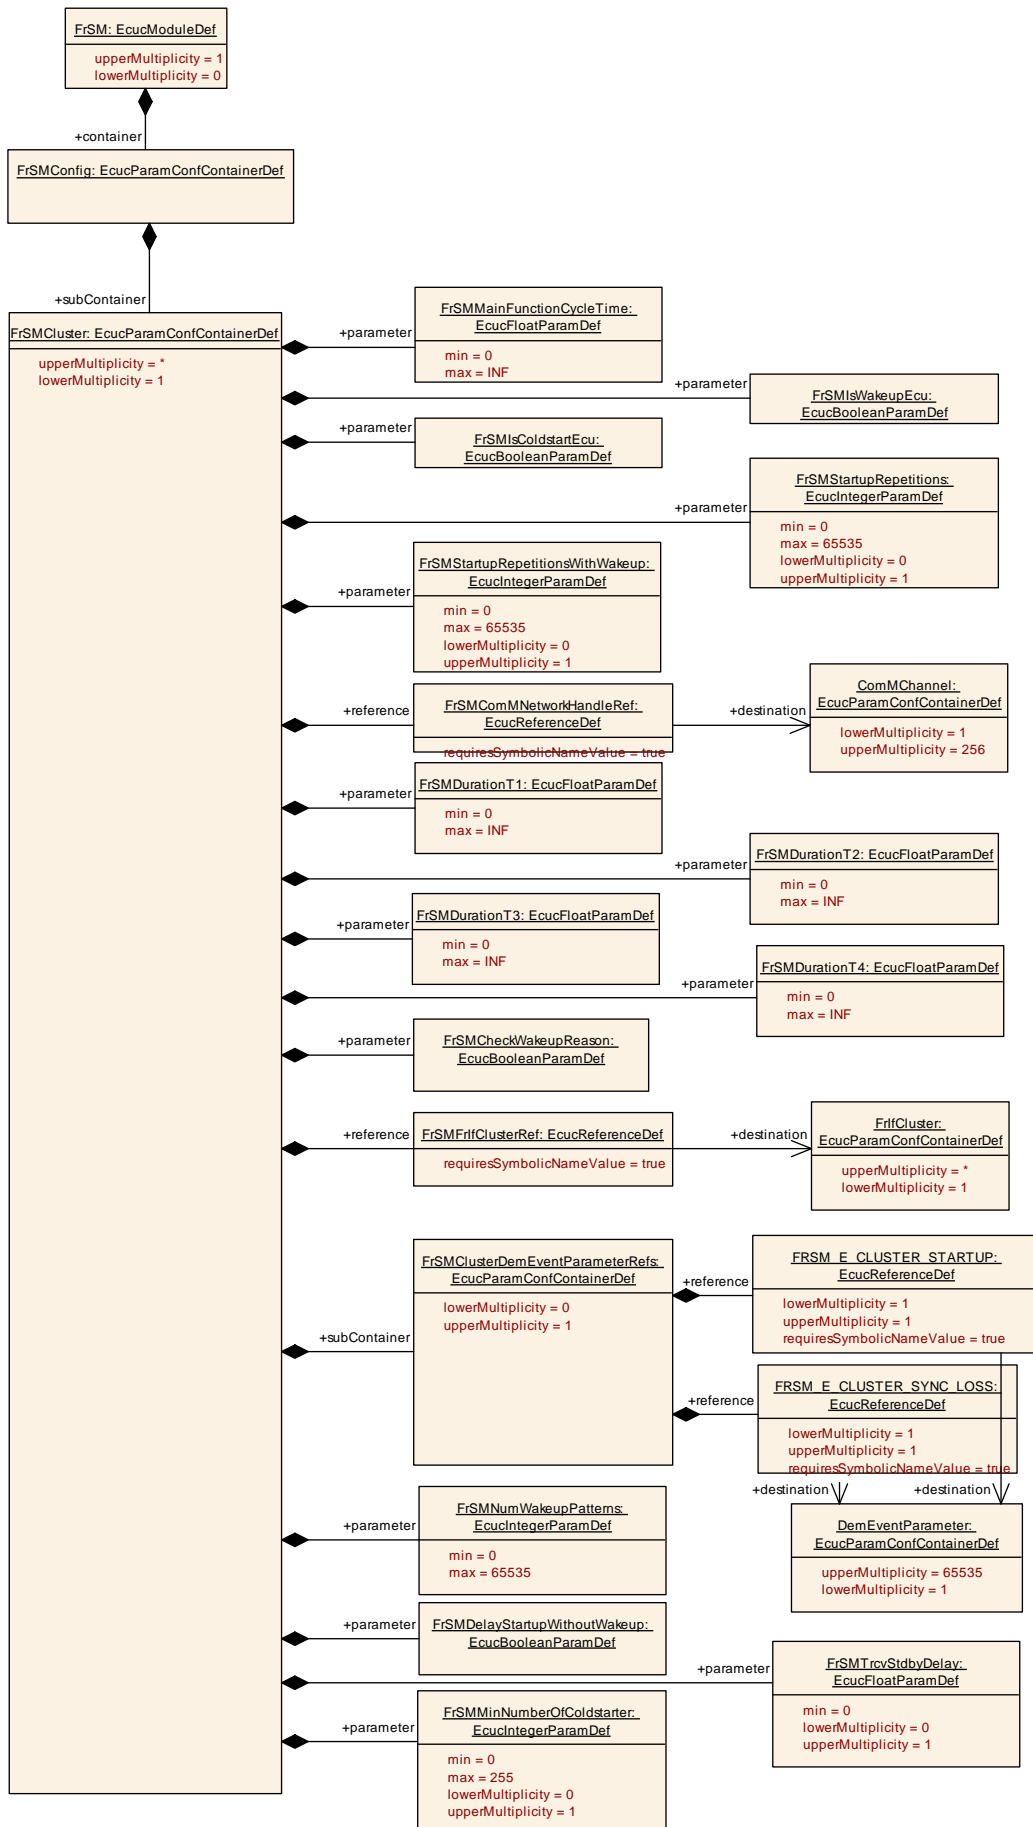 FrSM: EcucModuleDef
upperMultiplicity = 1
lowerMultiplicity = 0
+container
FrSMConfig: EcucParamConfContainerDef
+subContainer
FrSMCluster: EcucParamConfContainerDef
upperMultiplicity = *
lowerMultiplicity = 1
+parameter
FrSMMainFunctionCycleTime:
EcucFloatParamDef
min = 0
max = INF
+parameter
FrSMIsWakeupEcu:
EcucBooleanParamDef
+parameter
FrSMIsColdstartEcu:
EcucBooleanParamDef
+parameter
FrSMStartupRepetitions:
EcucIntegerParamDef
min = 0
max = 65535
lowerMultiplicity = 0
upperMultiplicity = 1
+parameter
FrSMStartupRepetitionsWithWakeup:
EcucIntegerParamDef
min = 0
max = 65535
lowerMultiplicity = 0
upperMultiplicity = 1
+reference
FrSMComMNetworkHandleRef:
EcucReferenceDef
requiresSymbolicNameValue = true
+destination
ComMChannel:
EcucParamConfContainerDef
lowerMultiplicity = 1
upperMultiplicity = 256
+parameter
FrSMDurationT1: EcucFloatParamDef
min = 0
max = INF
+parameter
FrSMDurationT2: EcucFloatParamDef
min = 0
max = INF
+parameter
FrSMDurationT3: EcucFloatParamDef
min = 0
max = INF
+parameter
FrSMDurationT4: EcucFloatParamDef
min = 0
max = INF
+parameter
FrSMCheckWakeupReason:
EcucBooleanParamDef
+reference
FrSMFrIfClusterRef: EcucReferenceDef
requiresSymbolicNameValue = true
+destination
FrIfCluster:
EcucParamConfContainerDef
upperMultiplicity = *
lowerMultiplicity = 1
+subContainer
FrSMClusterDemEventParameterRefs:
EcucParamConfContainerDef
lowerMultiplicity = 0
upperMultiplicity = 1
+reference
FRSM_E_CLUSTER_STARTUP:
EcucReferenceDef
lowerMultiplicity = 1
upperMultiplicity = 1
requiresSymbolicNameValue = true
+reference
FRSM_E_CLUSTER_SYNC_LOSS:
EcucReferenceDef
lowerMultiplicity = 1
upperMultiplicity = 1
requiresSymbolicNameValue = true
+destination
+destination
DemEventParameter:
EcucParamConfContainerDef
upperMultiplicity = 65535
lowerMultiplicity = 1
+parameter
FrSMNumWakeupPatterns:
EcucIntegerParamDef
min = 0
max = 65535
+parameter
FrSMDelayStartupWithoutWakeup:
EcucBooleanParamDef
+parameter
FrSMTrcvStdbyDelay:
EcucFloatParamDef
min = 0
lowerMultiplicity = 0
upperMultiplicity = 1
+parameter
FrSMMinNumberOfColdstarter:
EcucIntegerParamDef
min = 0
max = 255
lowerMultiplicity = 0
upperMultiplicity = 1